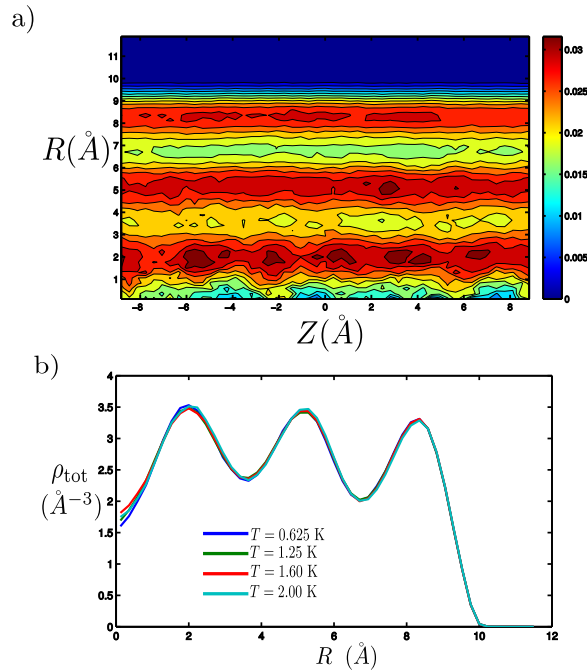 a)
R(Å)
11
10
9
8
7
6
5
4
3
2
1
-8 -6 -4 -2 0 2 4 6 8
Z(Å)
0.03
0.025
0.02
0.015
0.01
0.005
0
b)
ρtot
(Å⁻³)
4
3.5
3
2.5
2
1.5
1
0.5
0
0 2 4 6 8 10 12
R (Å)
T = 0.625 K
T = 1.25 K
T = 1.60 K
T = 2.00 K